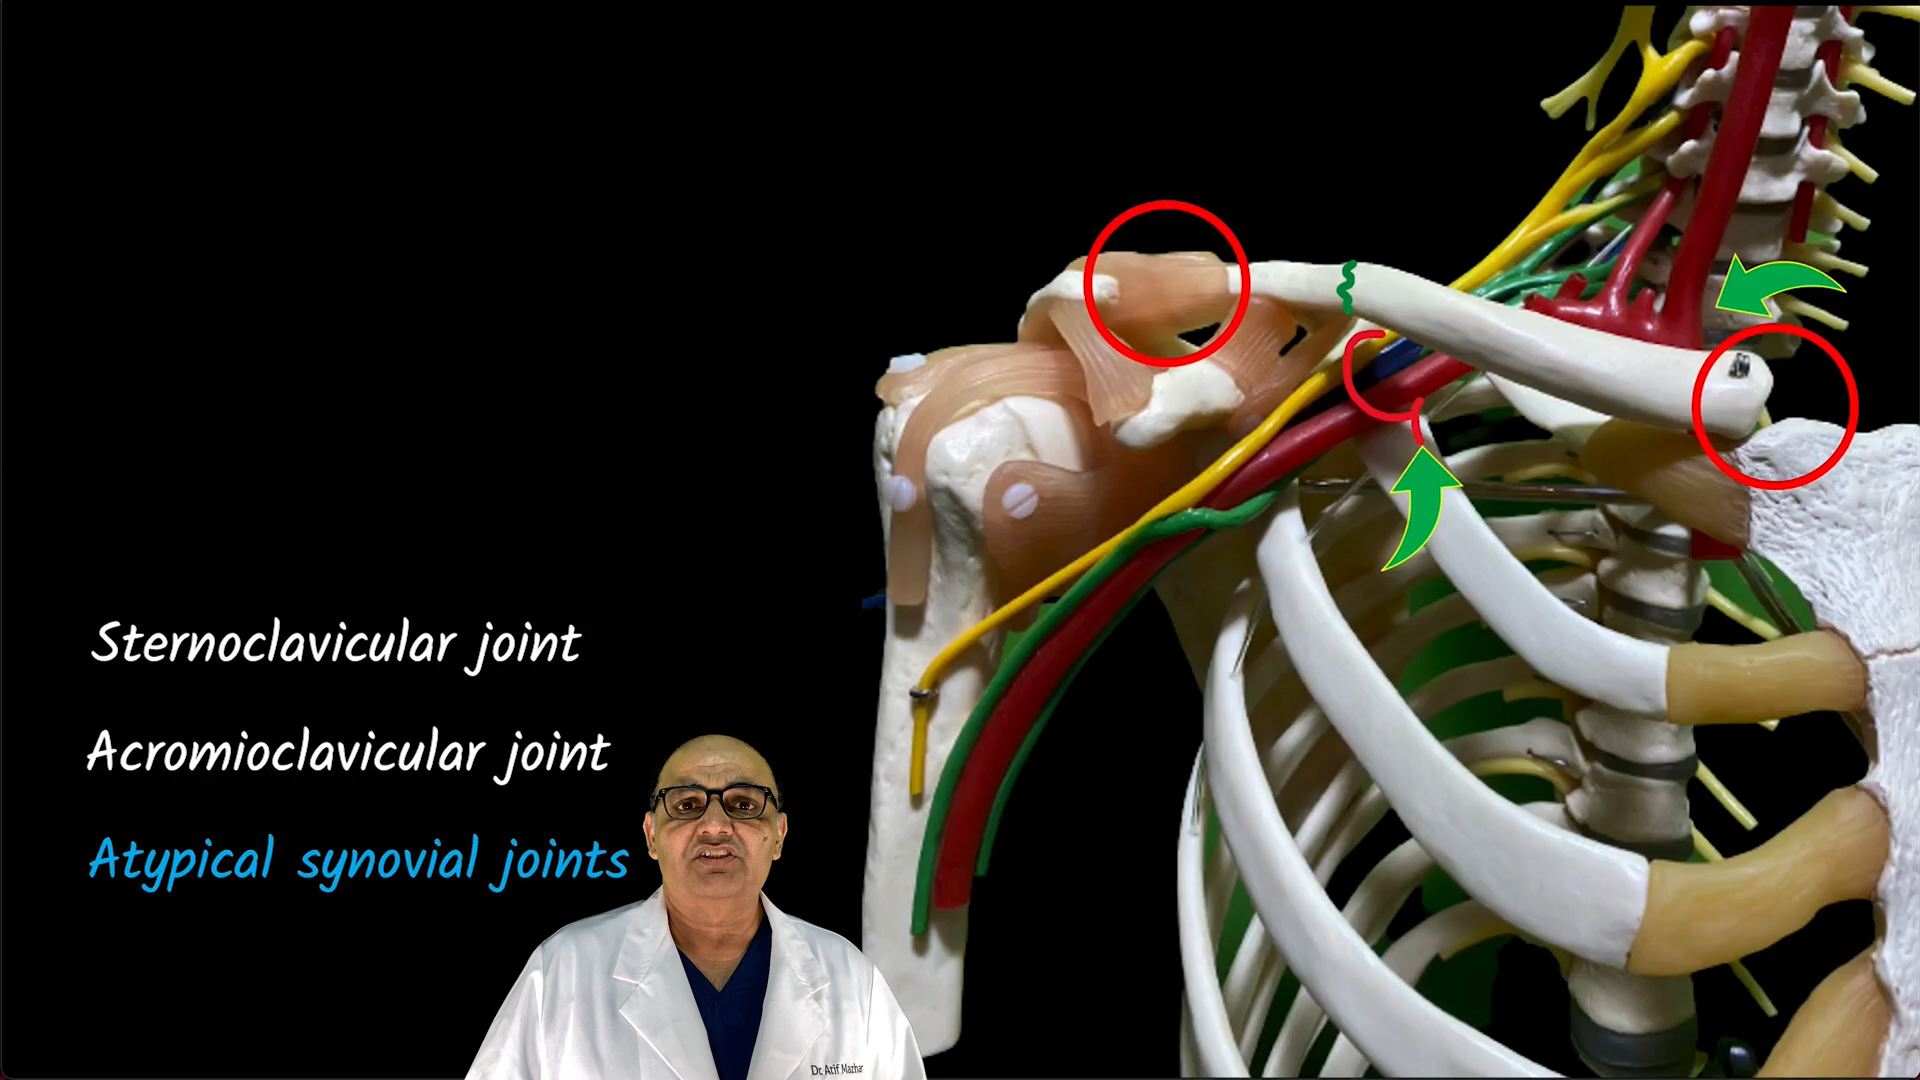 Sternoclavicular joint
Acromioclavicular joint
Atypical synovial joints
Dr. Atif Mazhar